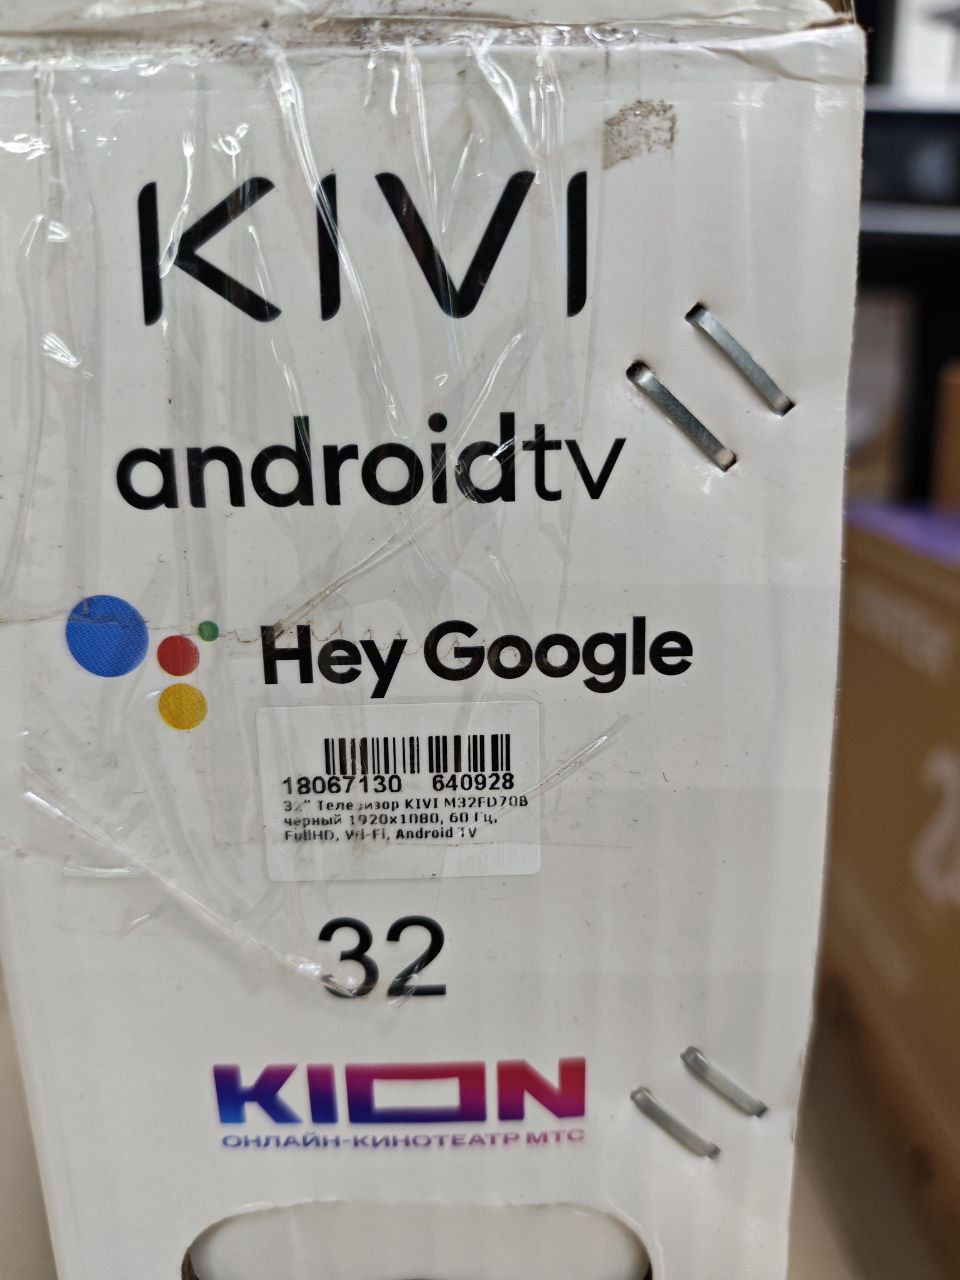 KIVI
androidtv
Hey Google
18067130 640928
32" Телевизор KIVI M32FD70B
черный 1920x1080, 60 Гц,
FullHD, Wi-Fi, Android TV
32
KION
ОНЛАЙН-КИНОТЕАТР МТС